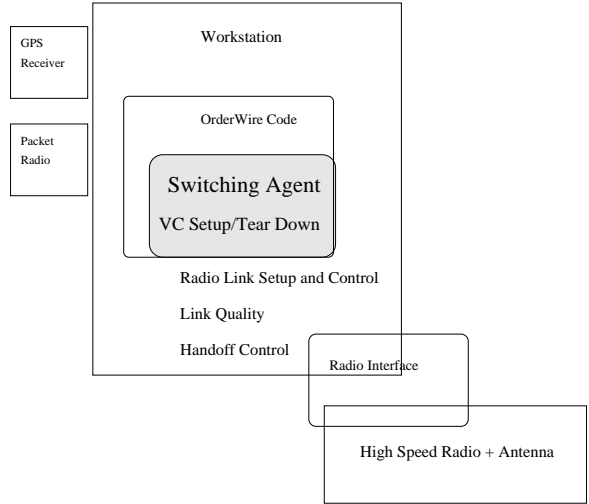 GPS
Receiver
Workstation
Packet
Radio
OrderWire Code
Switching Agent
VC Setup/Tear Down
Radio Link Setup and Control
Link Quality
Handoff Control
Radio Interface
High Speed Radio + Antenna